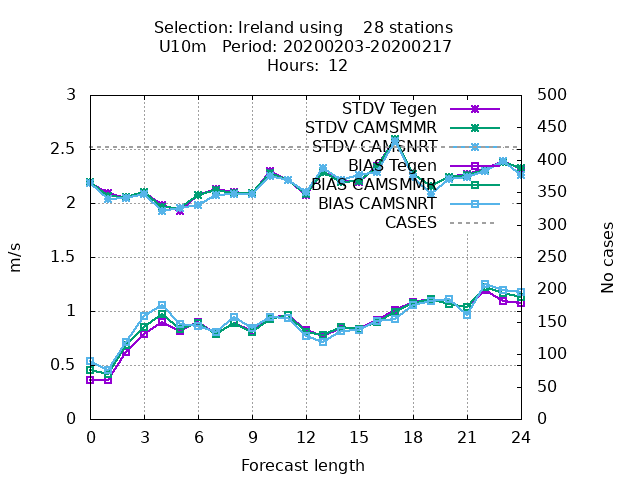 Selection: Ireland using    28 stations
U10m   Period: 20200203-20200217
Hours:  12
3
2.5
2
1.5
1
0.5
0
m/s
500
450
400
350
300
250
200
150
100
50
0
No cases
STDV Tegen
STDV CAMSMMR
STDV CAMSNRT
BIAS Tegen
BIAS CAMSMMR
BIAS CAMSNRT
CASES
0 3 6 9 12 15 18 21 24
Forecast length